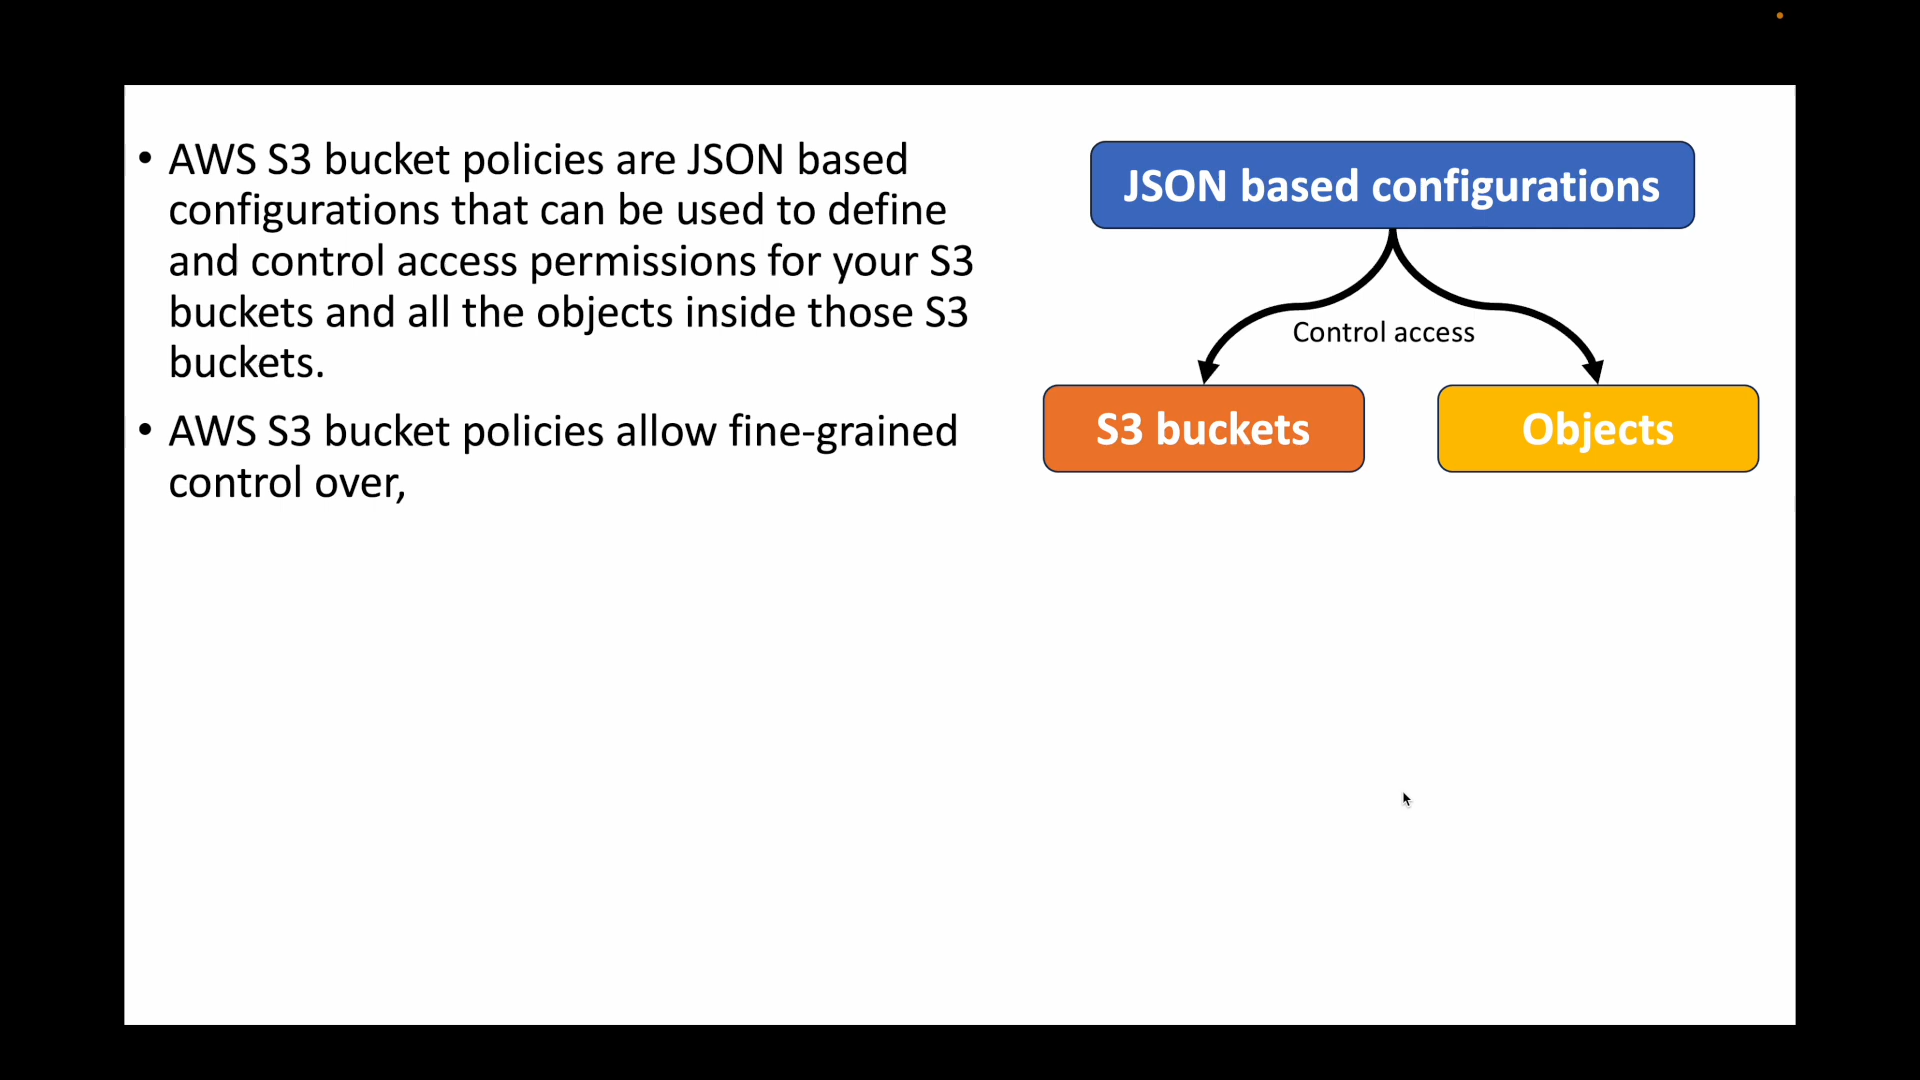 • AWS S3 bucket policies are JSON based
configurations that can be used to define
and control access permissions for your S3
buckets and all the objects inside those S3
buckets.
• AWS S3 bucket policies allow fine-grained
control over,
JSON based configurations
Control access
S3 buckets
Objects